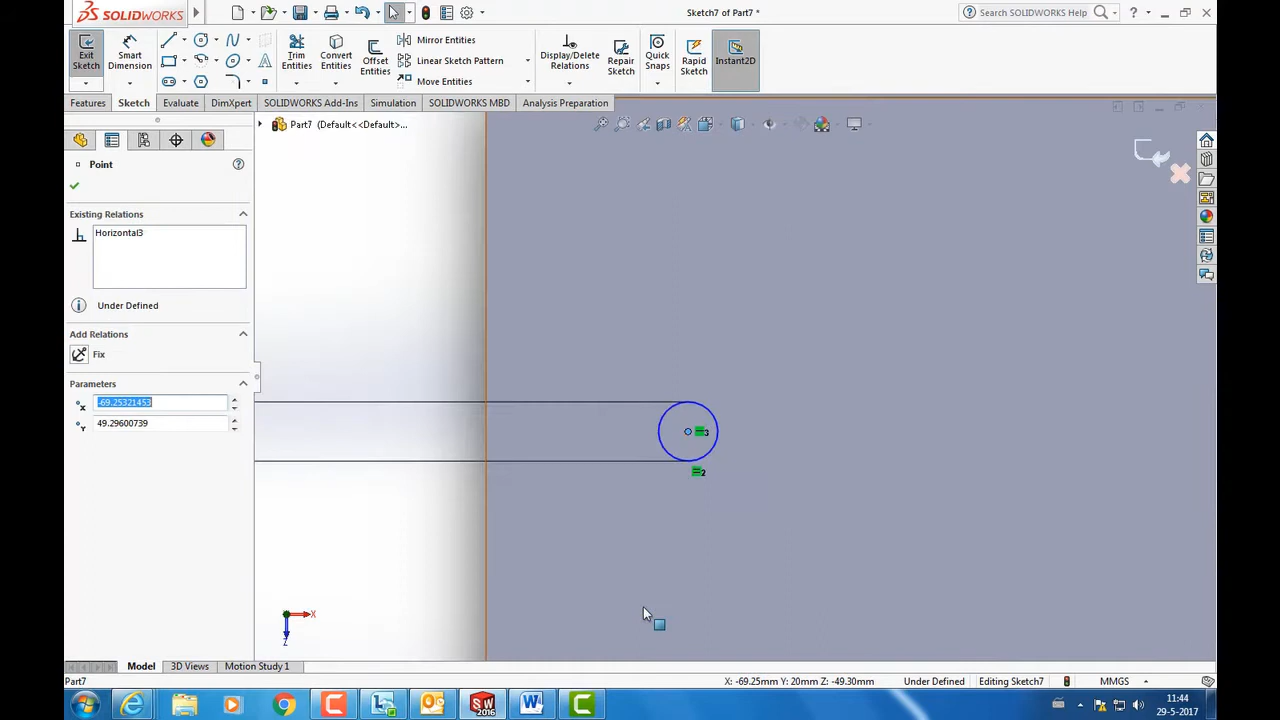 SOLIDWORKS
Sketch7 of Part7 *
Search SOLIDWORKS Help
?
Exit Sketch
Smart Dimension
Trim Entities
Convert Entities
Offset Entities
Mirror Entities
Linear Sketch Pattern
Move Entities
Display/Delete Relations
Repair Sketch
Quick Snaps
Rapid Sketch
Instant2D
Features
Sketch
Evaluate
DimXpert
SOLIDWORKS Add-Ins
Simulation
SOLIDWORKS MBD
Analysis Preparation
Part7 (Default<<Default>...
Point
?
Existing Relations
Horizontal3
Under Defined
Add Relations
Fix
Parameters
X
-69.25321453
Y
49.29600739
3
2
X
Z
Model
3D Views
Motion Study 1
Part7
X: -69.25mm Y: 20mm Z: -49.30mm
Under Defined
Editing Sketch7
MMGS
SW
2016
11:44
29-5-2017